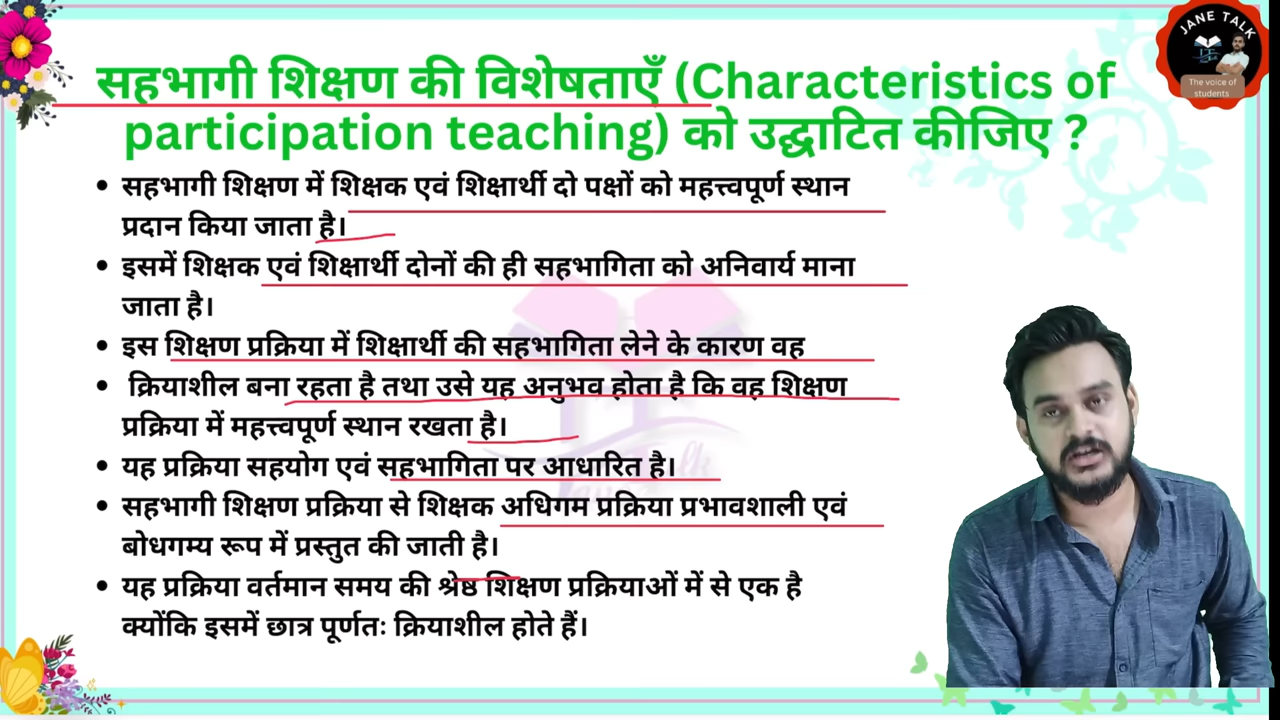 JANE TALK
The voice of
students
सहभागी शिक्षण की विशेषताएँ (Characteristics of
participation teaching) को उद्घाटित कीजिए ?
• सहभागी शिक्षण में शिक्षक एवं शिक्षार्थी दो पक्षों को महत्त्वपूर्ण स्थान
प्रदान किया जाता है।
• इसमें शिक्षक एवं शिक्षार्थी दोनों की ही सहभागिता को अनिवार्य माना
जाता है।
• इस शिक्षण प्रक्रिया में शिक्षार्थी की सहभागिता लेने के कारण वह
• क्रियाशील बना रहता है तथा उसे यह अनुभव होता है कि वह शिक्षण
प्रक्रिया में महत्त्वपूर्ण स्थान रखता है।
• यह प्रक्रिया सहयोग एवं सहभागिता पर आधारित है।
• सहभागी शिक्षण प्रक्रिया से शिक्षक अधिगम प्रक्रिया प्रभावशाली एवं
बोधगम्य रूप में प्रस्तुत की जाती है।
• यह प्रक्रिया वर्तमान समय की श्रेष्ठ शिक्षण प्रक्रियाओं में से एक है
क्योंकि इसमें छात्र पूर्णतः क्रियाशील होते हैं।